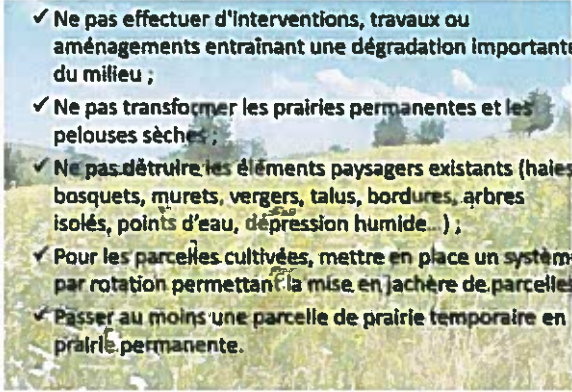 ✓ Ne pas effectuer d'interventions, travaux ou
aménagements entraînant une dégradation importante
du milieu ;
✓ Ne pas transformer les prairies permanentes et les
pelouses sèches ;
✓ Ne pas détruire les éléments paysagers existants (haies
bosquets, murets, vergers, talus, bordures, arbres
isolés, points d'eau, dépression humide...) ;
✓ Pour les parcelles cultivées, mettre en place un systèm
par rotation permettant la mise en jachère de parcelles
✓ Passer au moins une parcelle de prairie temporaire en
prairie permanente.